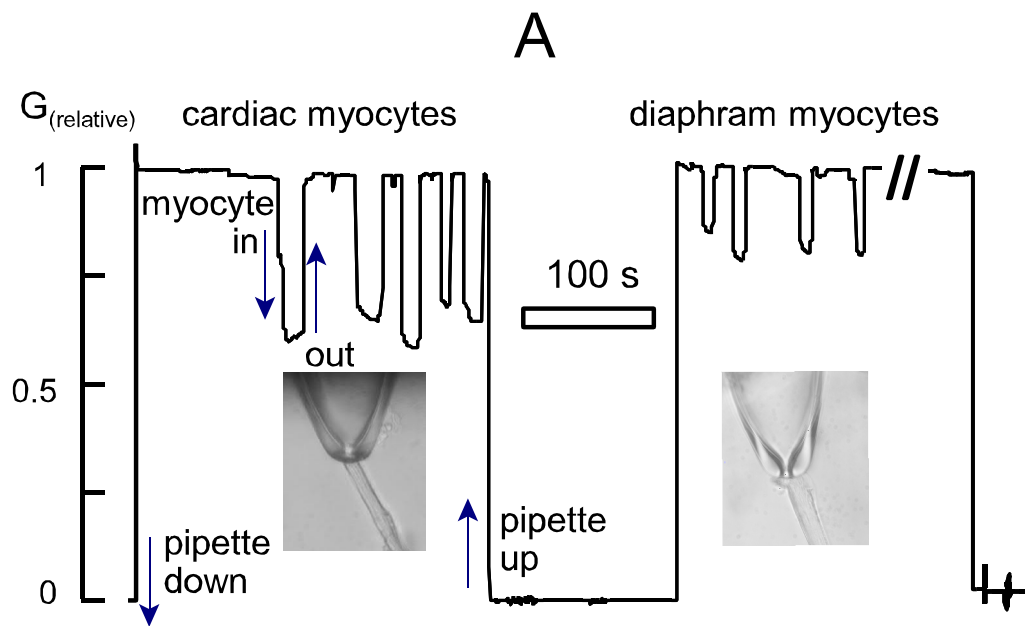 A
G(relative)
cardiac myocytes
diaphram myocytes
1
myocyte
in
100 s
out
0.5
pipette
down
pipette
up
0